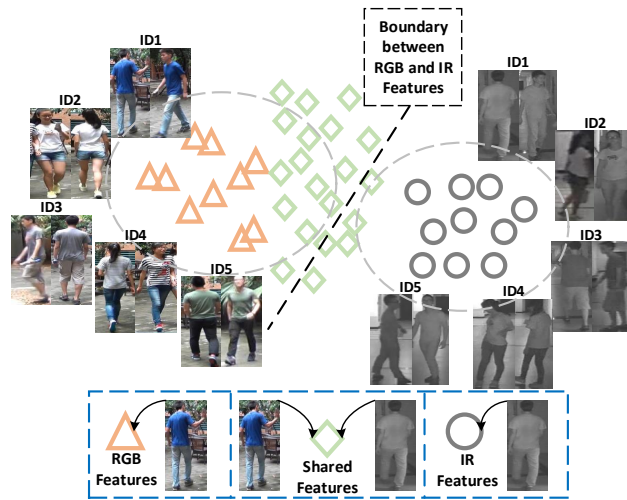 ID1
ID2
ID3
ID4
ID5
Boundary
between
RGB and IR
Features
ID1
ID2
ID3
ID4
ID5
RGB
Features
Shared
Features
IR
Features